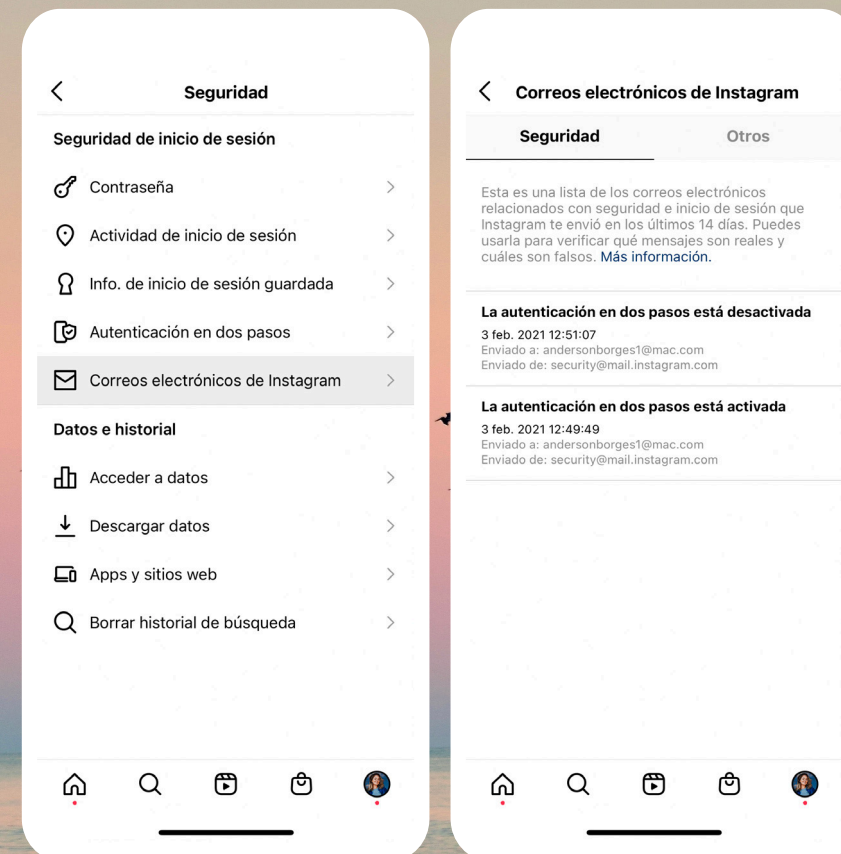 Seguridad
Seguridad de inicio de sesión
Contraseña
Actividad de inicio de sesión
Info. de inicio de sesión guardada
Autenticación en dos pasos
Correos electrónicos de Instagram
Datos e historial
Acceder a datos
Descargar datos
Apps y sitios web
Borrar historial de búsqueda
Correos electrónicos de Instagram
Seguridad
Otros
Esta es una lista de los correos electrónicos
relacionados con seguridad e inicio de sesión que
Instagram te envió en los últimos 14 días. Puedes
usarla para verificar qué mensajes son reales y
cuáles son falsos. Más información.
La autenticación en dos pasos está desactivada
3 feb. 2021 12:51:07
Enviado a: andersonborges1@mac.com
Enviado de: security@mail.instagram.com
La autenticación en dos pasos está activada
3 feb. 2021 12:49:49
Enviado a: andersonborges1@mac.com
Enviado de: security@mail.instagram.com